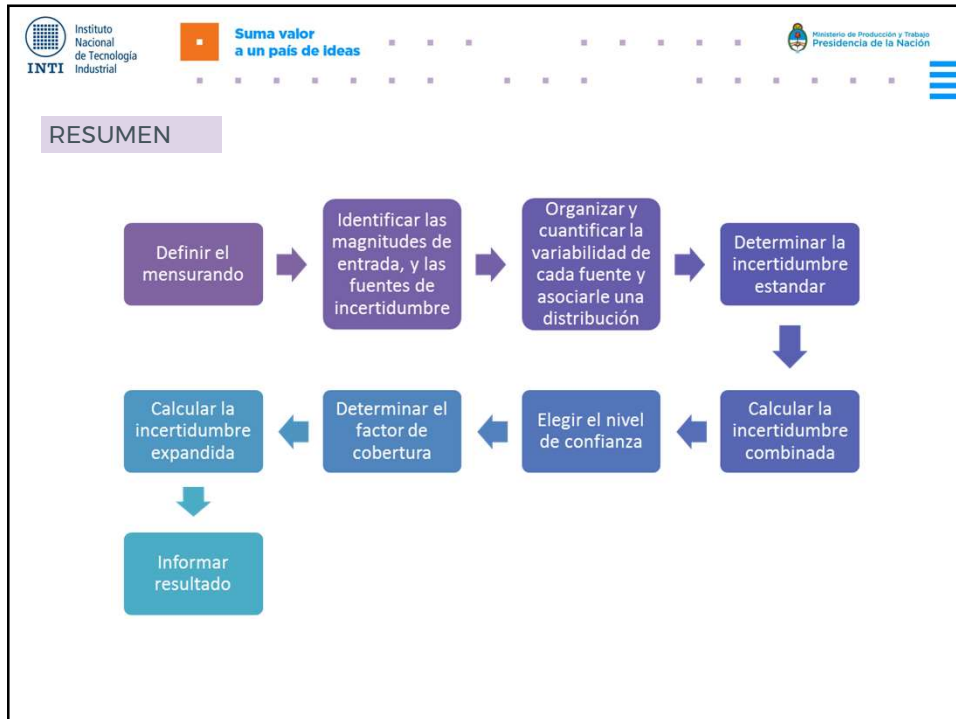 Instituto
Nacional
de Tecnología
Industrial
INTI
Suma valor
a un país de ideas
Ministerio de Producción y Trabajo
Presidencia de la Nación
RESUMEN
Definir el
mensurando
Identificar las
magnitudes de
entrada, y las
fuentes de
incertidumbre
Organizar y
cuantificar la
variabilidad de
cada fuente y
asociarle una
distribución
Determinar la
incertidumbre
estandar
Calcular la
incertidumbre
combinada
Elegir el nivel
de confianza
Determinar el
factor de
cobertura
Calcular la
incertidumbre
expandida
Informar
resultado